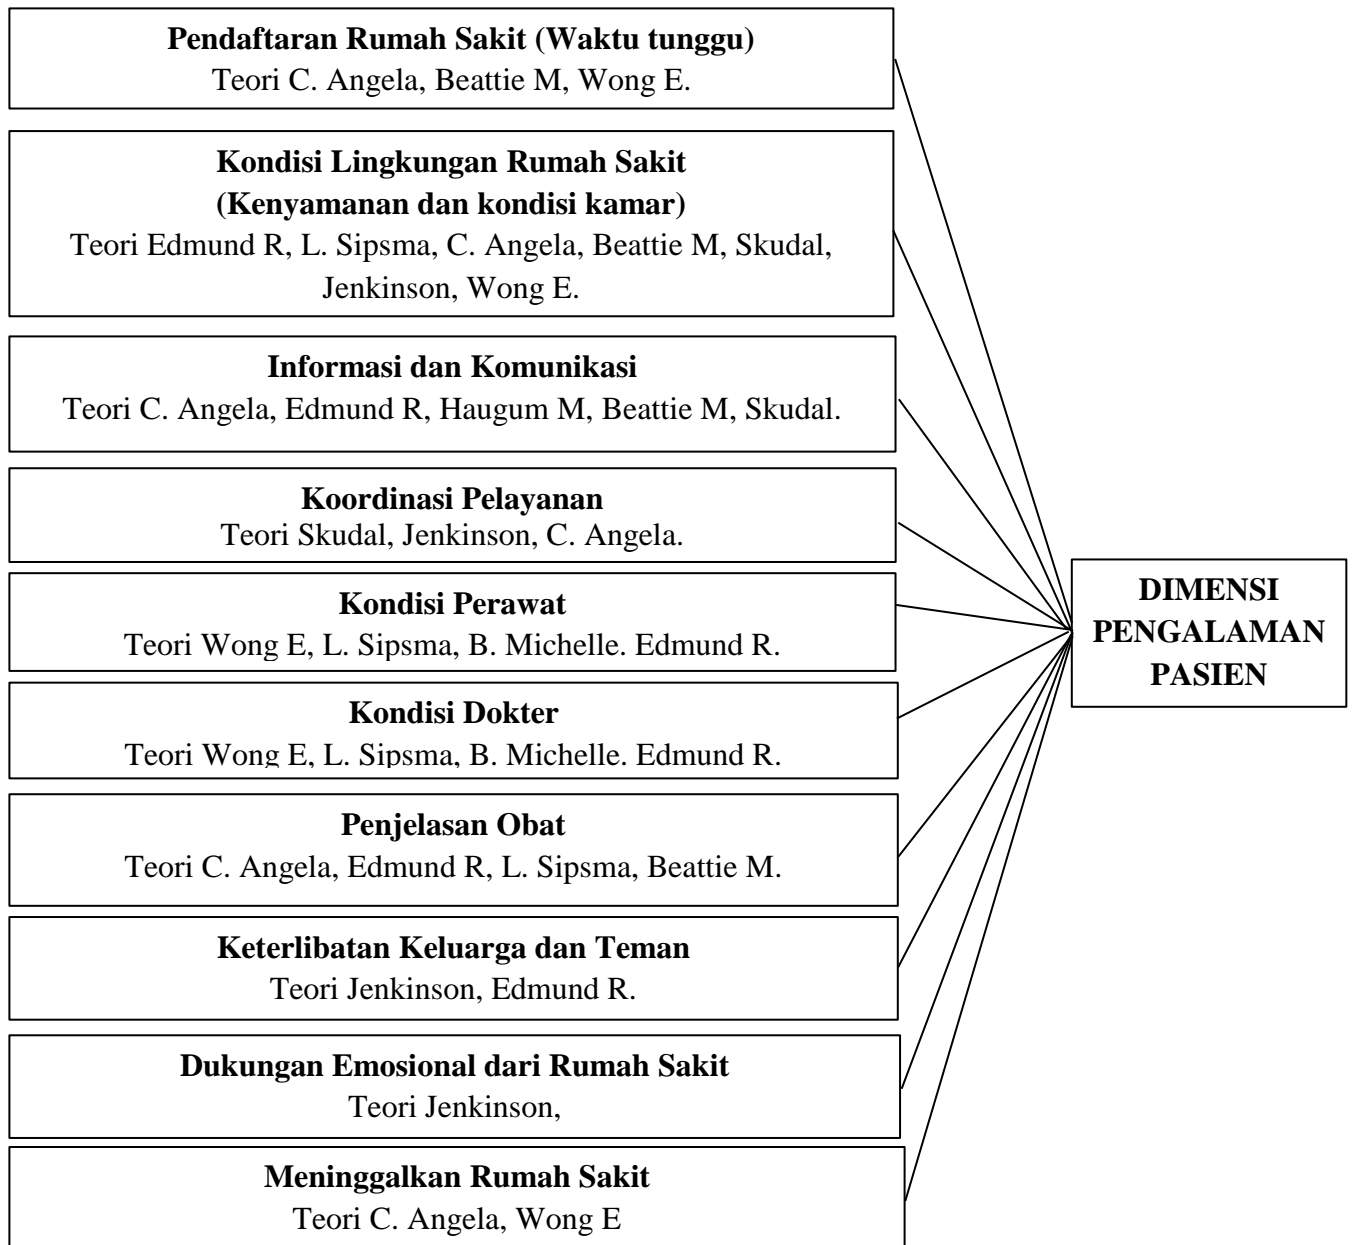 Pendaftaran Rumah Sakit (Waktu tunggu)
Teori C. Angela, Beattie M, Wong E.
Kondisi Lingkungan Rumah Sakit
(Kenyamanan dan kondisi kamar)
Teori Edmund R, L. Sipsma, C. Angela, Beattie M, Skudal,
Jenkinson, Wong E.
Informasi dan Komunikasi
Teori C. Angela, Edmund R, Haugum M, Beattie M, Skudal.
Koordinasi Pelayanan
Teori Skudal, Jenkinson, C. Angela.
Kondisi Perawat
Teori Wong E, L. Sipsma, B. Michelle. Edmund R.
Kondisi Dokter
Teori Wong E, L. Sipsma, B. Michelle. Edmund R.
Penjelasan Obat
Teori C. Angela, Edmund R, L. Sipsma, Beattie M.
Keterlibatan Keluarga dan Teman
Teori Jenkinson, Edmund R.
Dukungan Emosional dari Rumah Sakit
Teori Jenkinson,
Meninggalkan Rumah Sakit
Teori C. Angela, Wong E
DIMENSI
PENGALAMAN
PASIEN